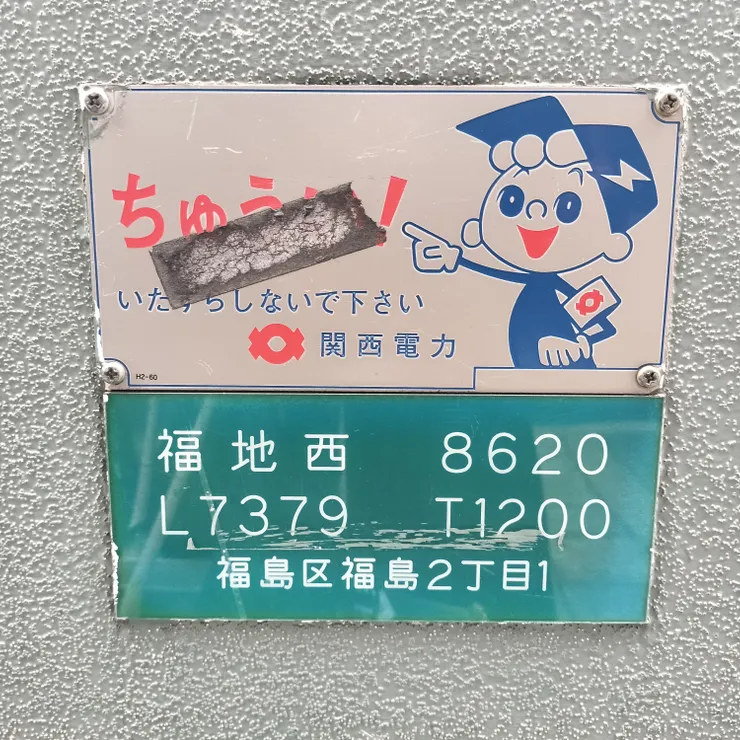 ちゅうい!
いたずらしないで下さい
関西電力
H2-60
福地西 8620
L7379 T1200
福島区福島2丁目1